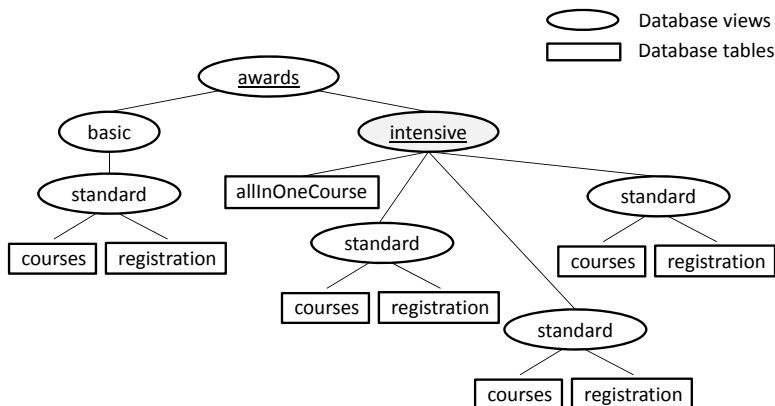 Database views
Database tables
awards
basic
intensive
standard
allInOneCourse
standard
standard
courses
registration
courses
registration
courses
registration
standard
courses
registration